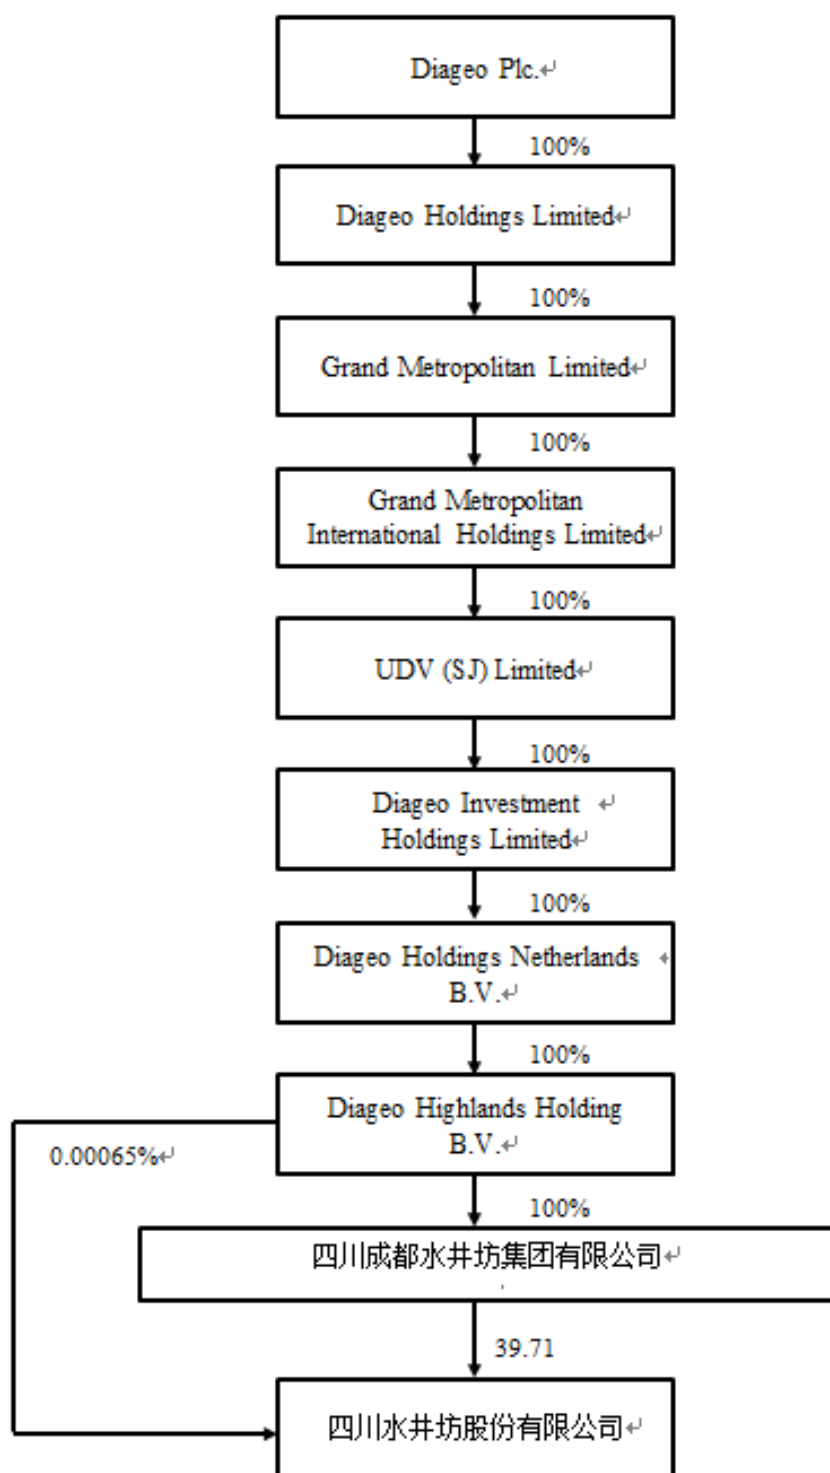 Diageo Plc.
100%
Diageo Holdings Limited
100%
Grand Metropolitan Limited
100%
Grand Metropolitan
International Holdings Limited
100%
UDV (SJ) Limited
100%
Diageo Investment
Holdings Limited
100%
Diageo Holdings Netherlands
B.V.
100%
Diageo Highlands Holding
B.V.
0.00065%
100%
四川成都水井坊集团有限公司
39.71
四川水井坊股份有限公司